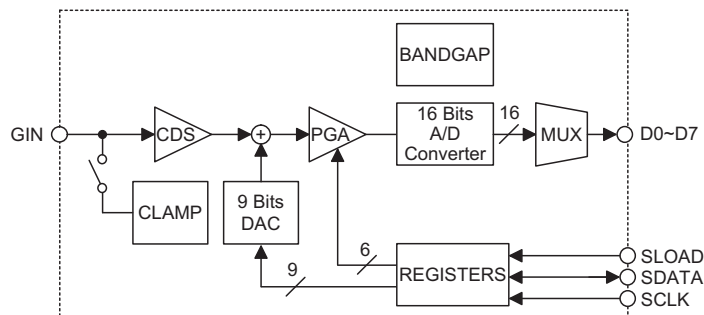 BANDGAP
GIN
CDS
+
PGA
16 Bits
A/D
Converter
16
MUX
D0~D7
CLAMP
9 Bits
DAC
6
9
REGISTERS
SLOAD
SDATA
SCLK